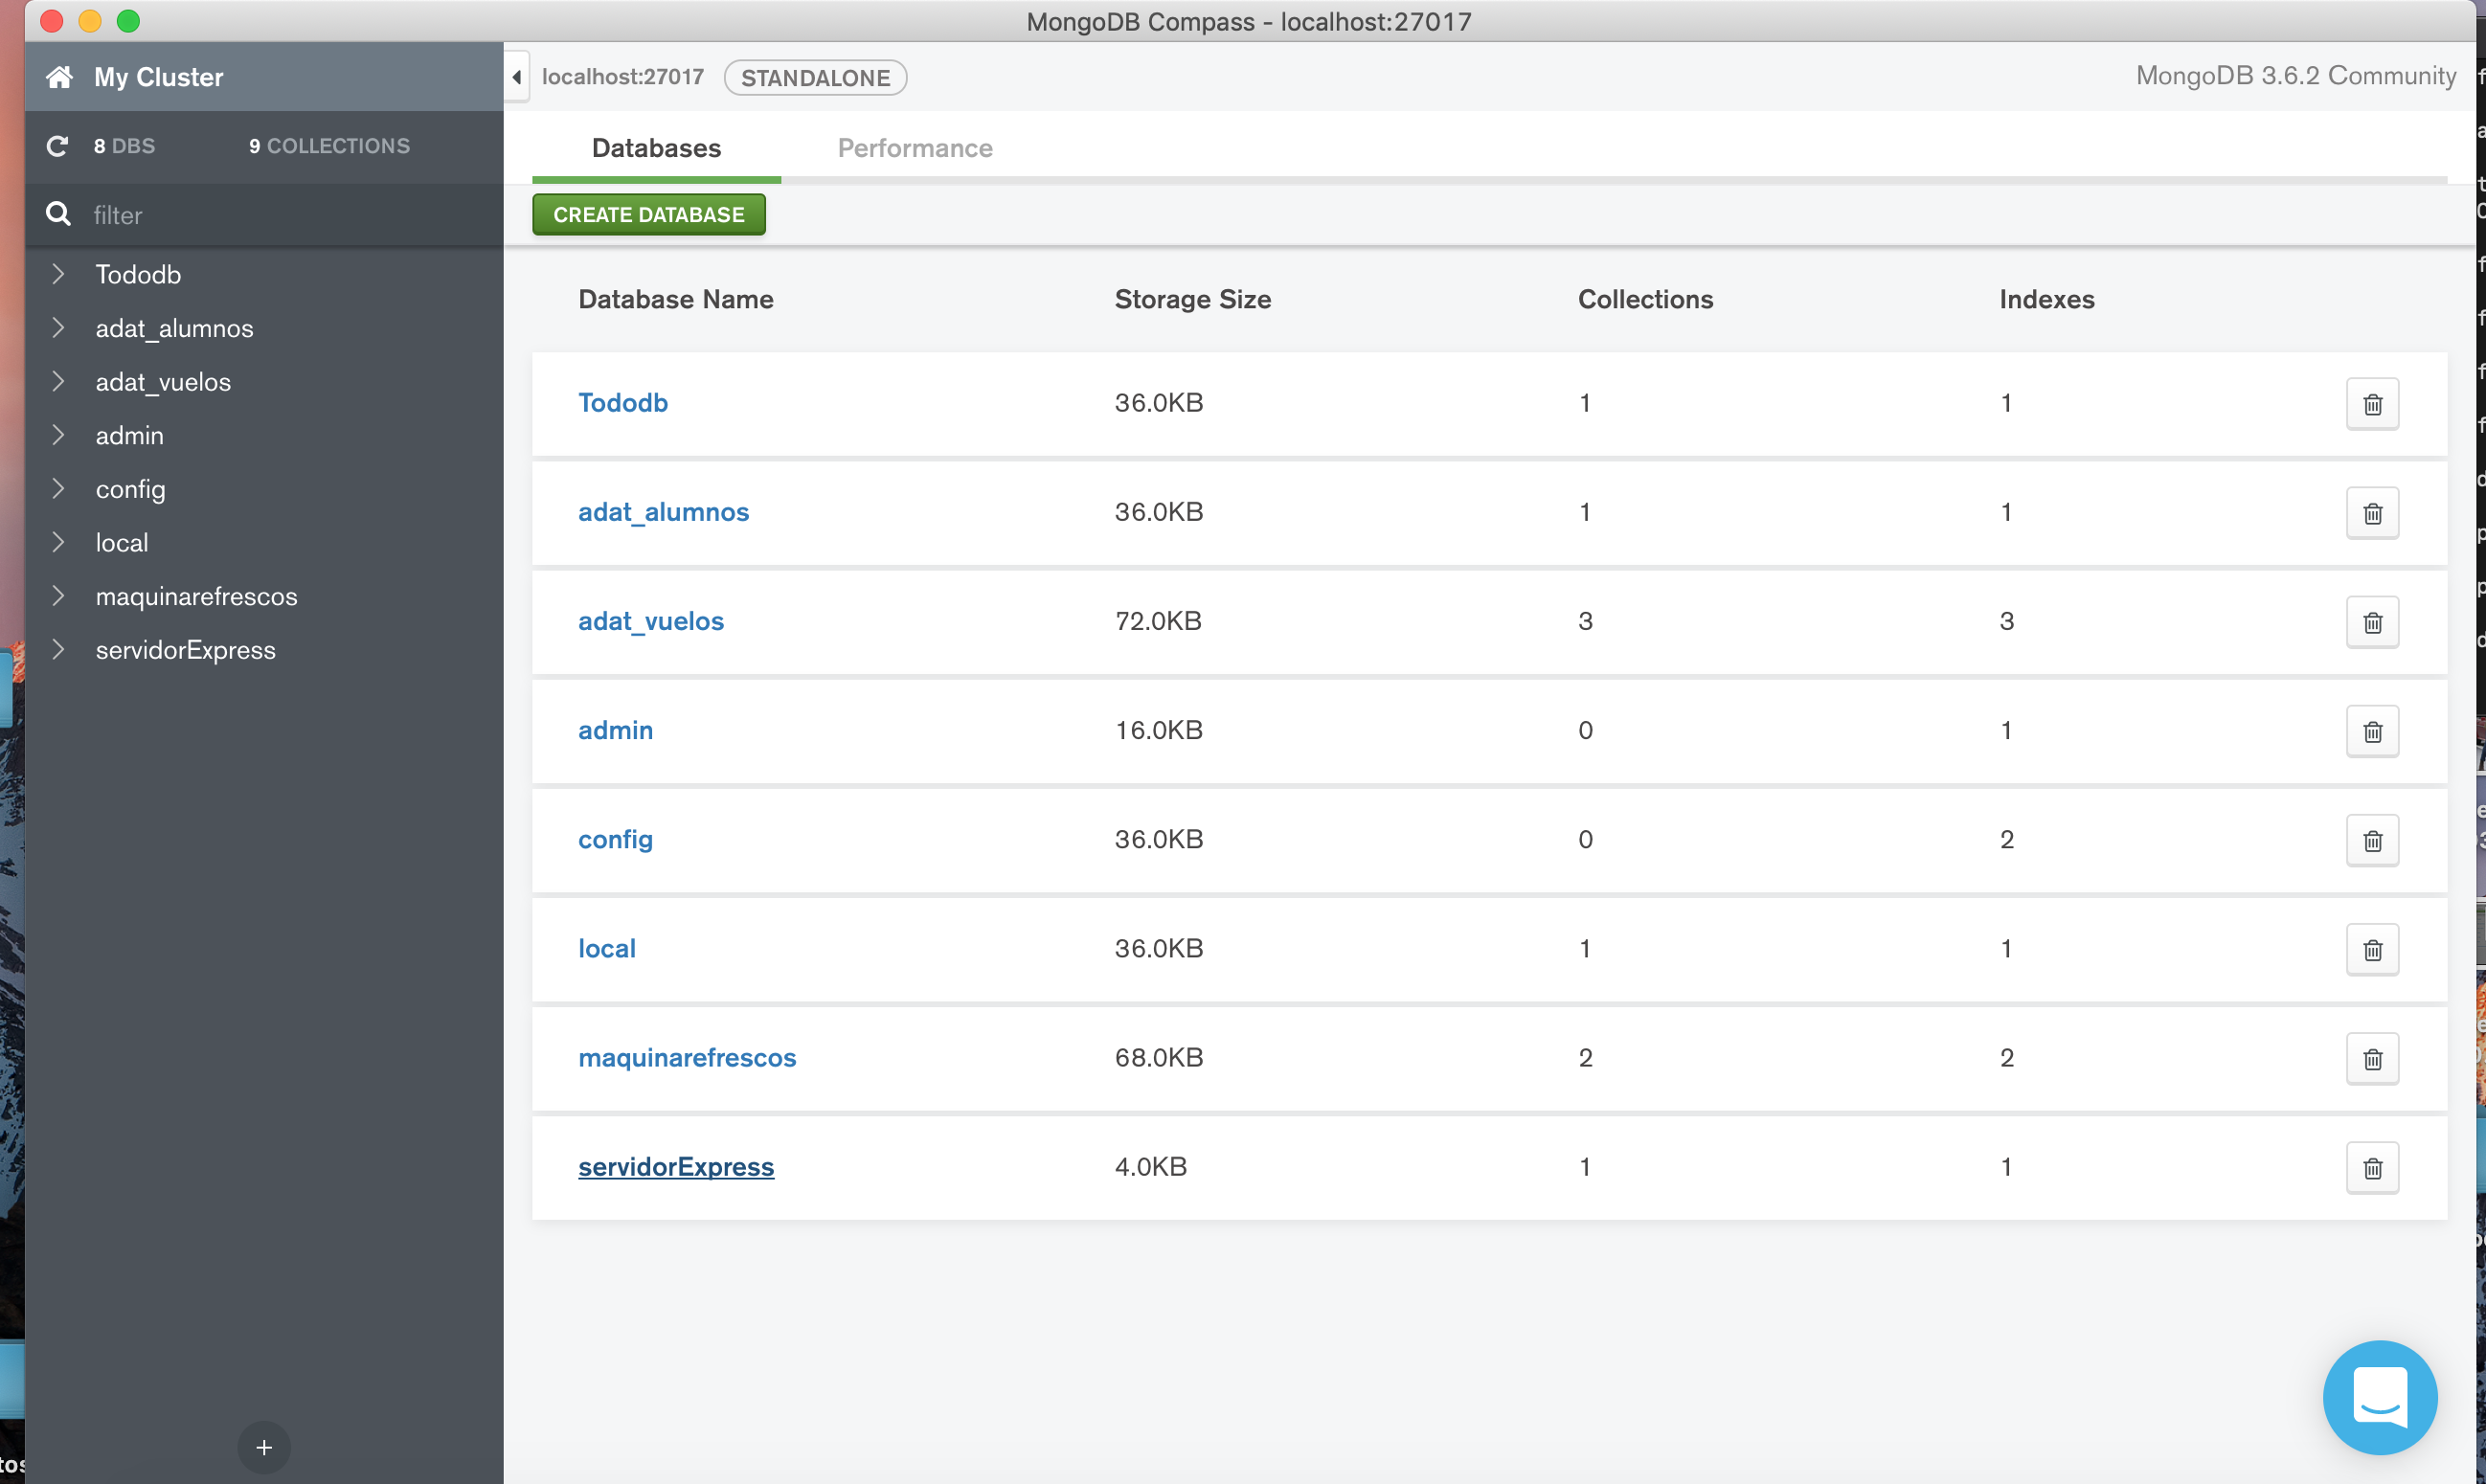 MongoDB Compass - localhost:27017
My Cluster
localhost:27017 STANDALONE MongoDB 3.6.2 Community
8 DBS 9 COLLECTIONS
Databases Performance
filter
CREATE DATABASE
Tododb
adat_alumnos
adat_vuelos
admin
config
local
maquinarefrescos
servidorExpress
Database Name Storage Size Collections Indexes
Tododb 36.0KB 1 1
adat_alumnos 36.0KB 1 1
adat_vuelos 72.0KB 3 3
admin 16.0KB 0 1
config 36.0KB 0 2
local 36.0KB 1 1
maquinarefrescos 68.0KB 2 2
servidorExpress 4.0KB 1 1